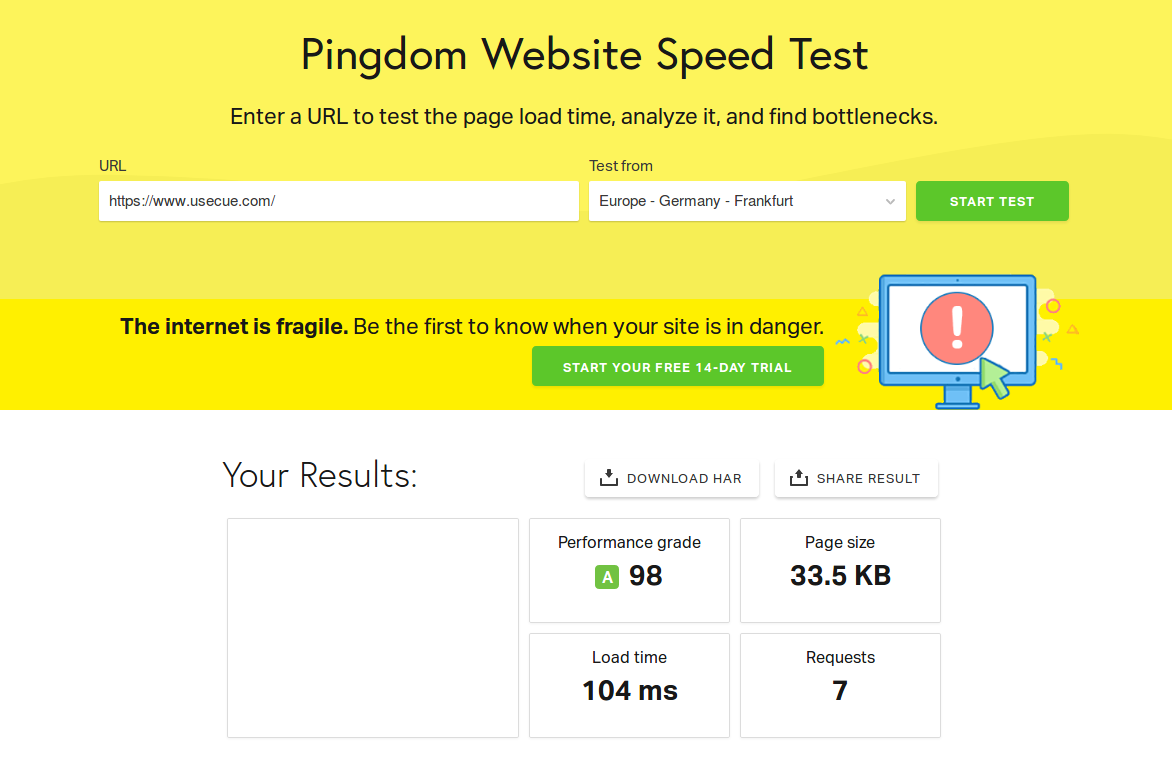 Pingdom Website Speed Test
Enter a URL to test the page load time, analyze it, and find bottlenecks.
URL
Test from
https://www.usecue.com/
Europe - Germany - Frankfurt
START TEST
The internet is fragile. Be the first to know when your site is in danger.
START YOUR FREE 14-DAY TRIAL
Your Results:
DOWNLOAD HAR
SHARE RESULT
Performance grade
A 98
Page size
33.5 KB
Load time
104 ms
Requests
7